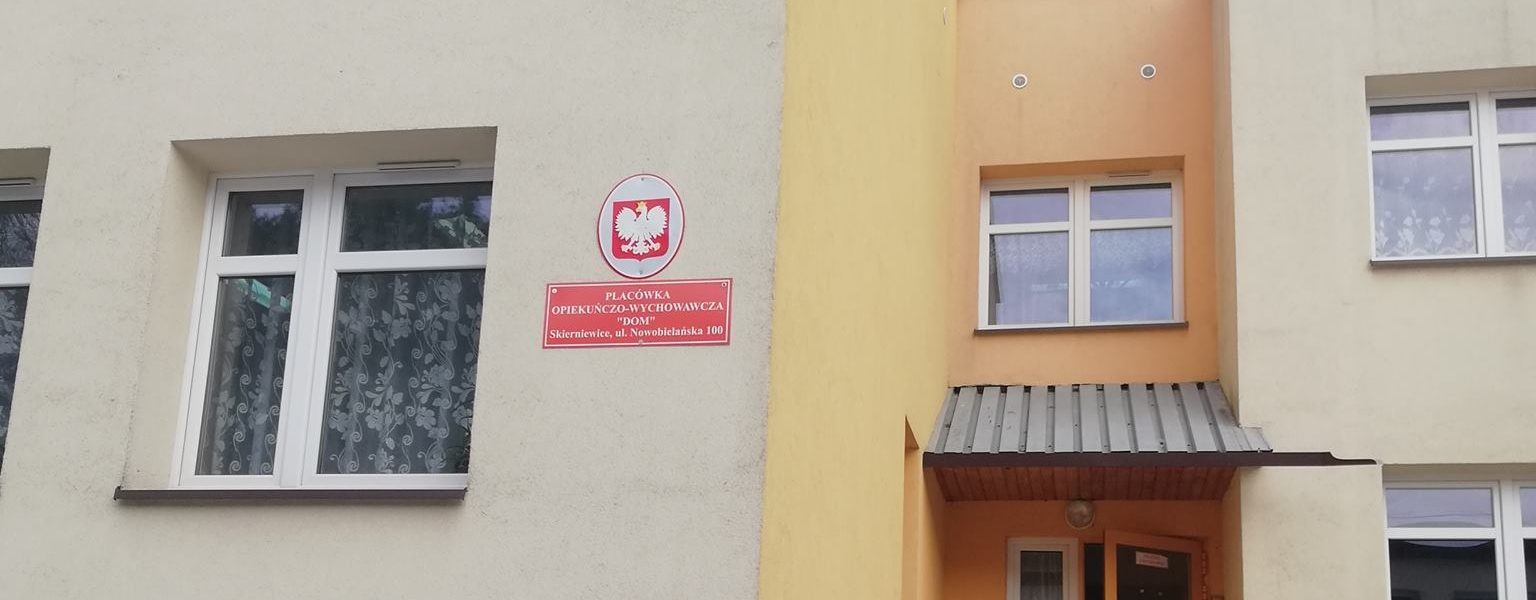 PLACÓWKA
OPIEKUŃCZO-WYCHOWAWCZA
"DOM"
Skierniewice, ul. Nowobielańska 100